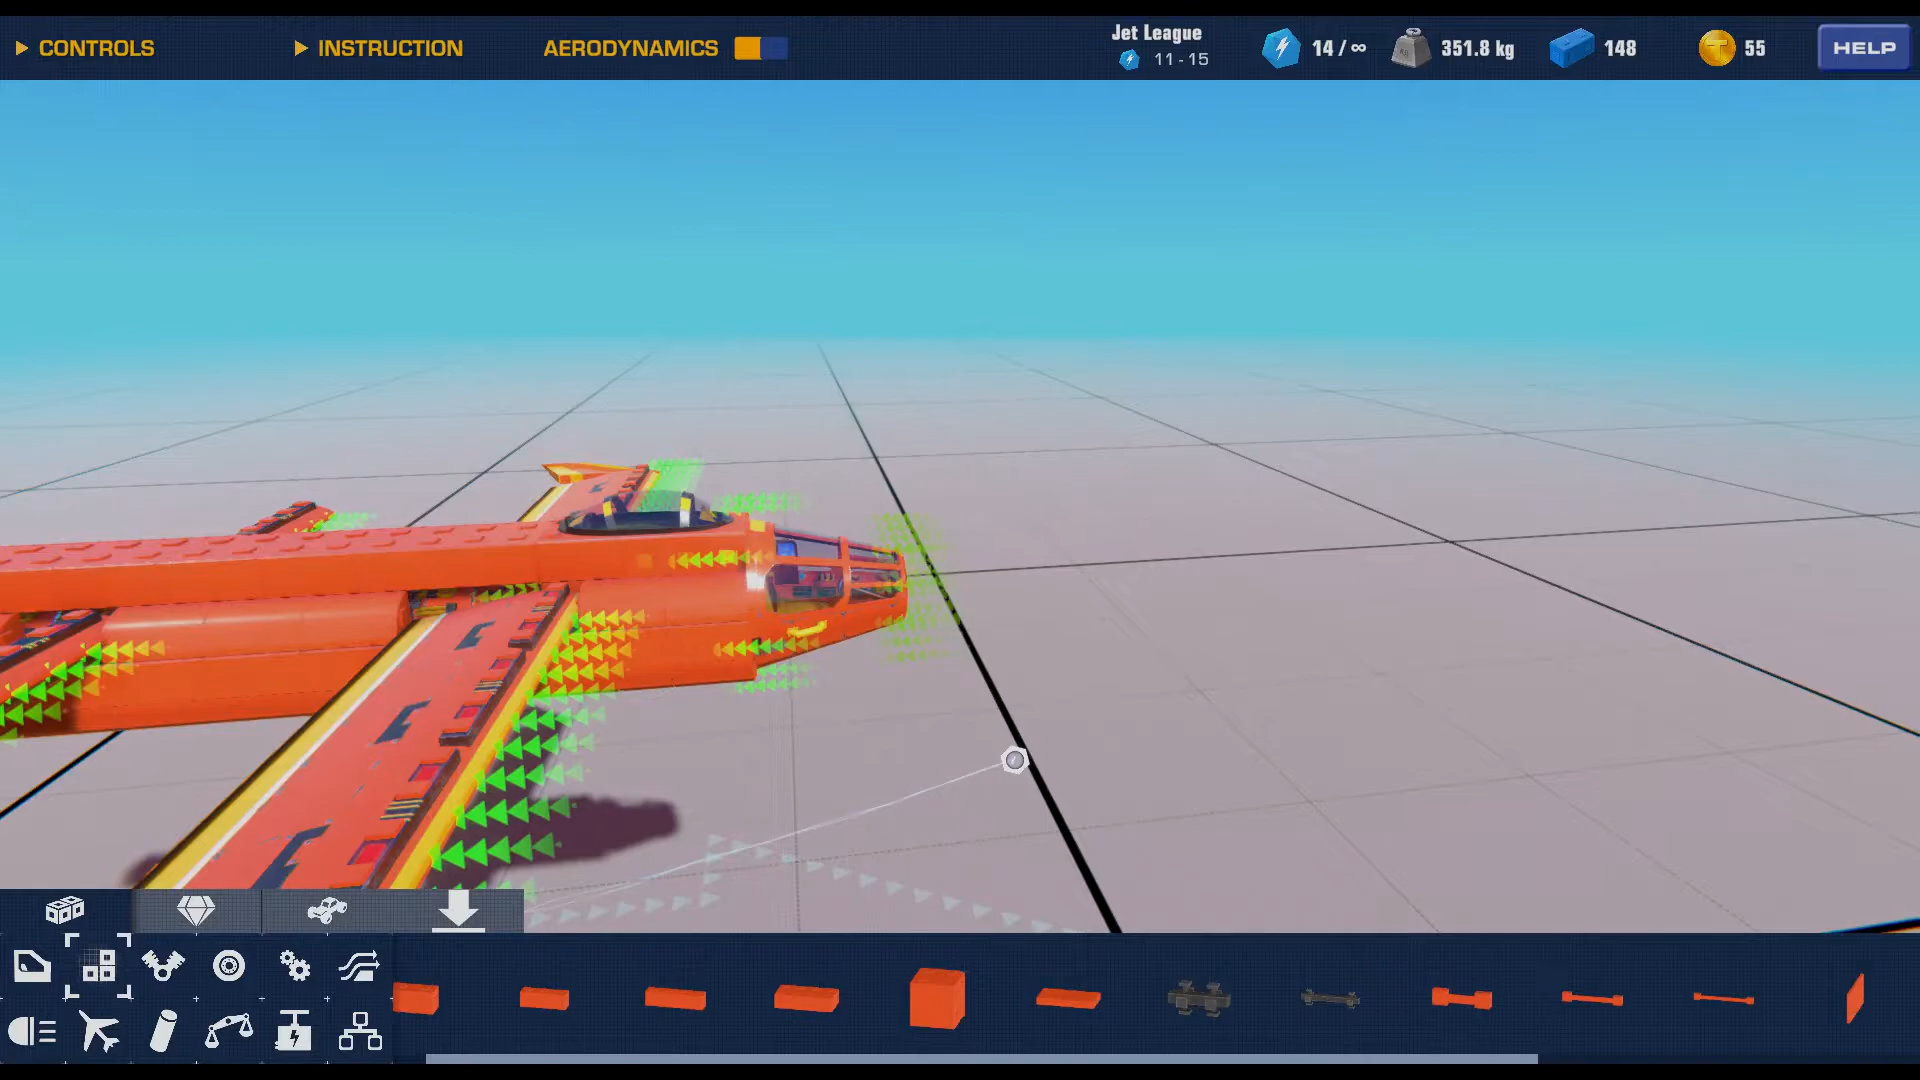 CONTROLS
INSTRUCTION
AERODYNAMICS
Jet League
11 - 15
14 / ∞
351.8 kg
148
55
HELP